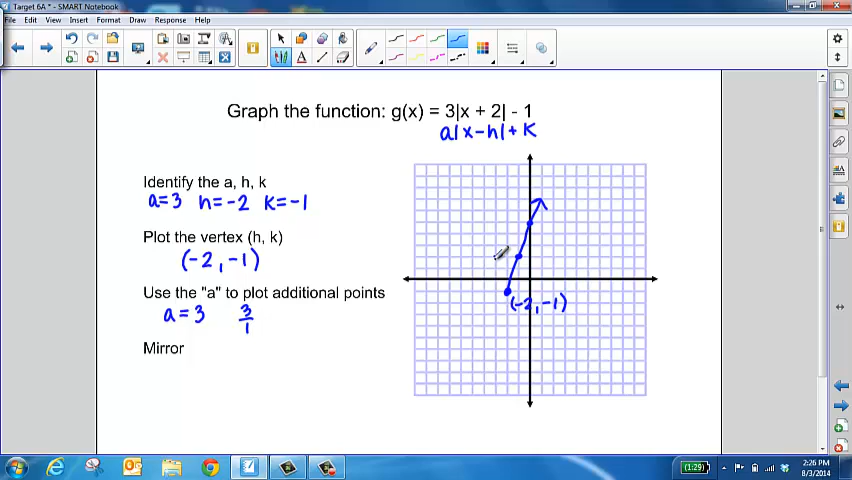 Target 6A * - SMART Notebook
File Edit View Insert Format Draw Response Help
Graph the function: g(x) = 3|x + 2| - 1
a|x-h|+k
Identify the a, h, k
a=3 h=-2 k=-1
Plot the vertex (h, k)
(-2,-1)
Use the "a" to plot additional points
a=3 3/1
Mirror
(-2,-1)
(1:29)
2:26 PM
8/3/2014